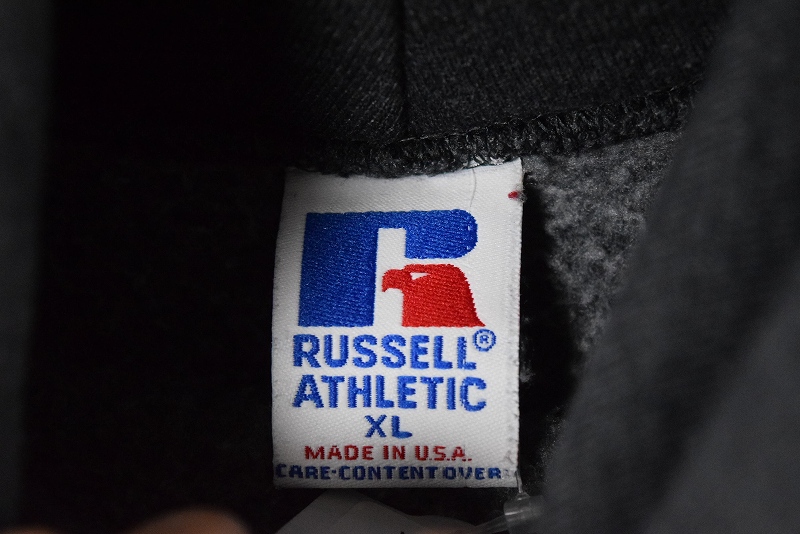 RUSSELL®
ATHLETIC
XL
MADE IN U.S.A.
CARE-CONTENT OVER